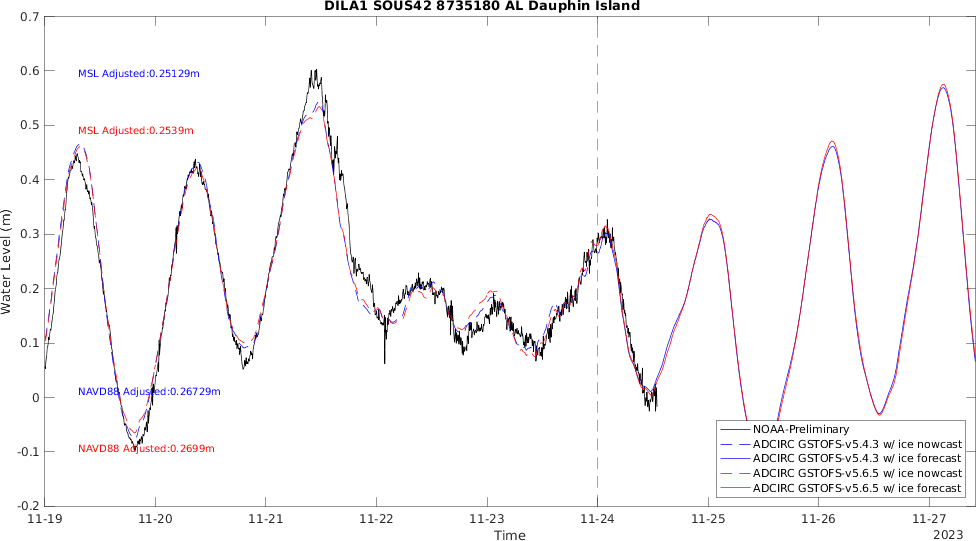 DILA1 SOUS42 8735180 AL Dauphin Island
0.7
0.6
0.5
0.4
0.3
0.2
0.1
0
-0.1
-0.2
Water Level (m)
MSL Adjusted:0.25129m
MSL Adjusted:0.2539m
NAVD88 Adjusted:0.26729m
NAVD88 Adjusted:0.2699m
NOAA-Preliminary
ADCIRC GSTOFS-v5.4.3 w/ ice nowcast
ADCIRC GSTOFS-v5.4.3 w/ ice forecast
ADCIRC GSTOFS-v5.6.5 w/ ice nowcast
ADCIRC GSTOFS-v5.6.5 w/ ice forecast
11-19 11-20 11-21 11-22 11-23 11-24 11-25 11-26 11-27
Time
2023